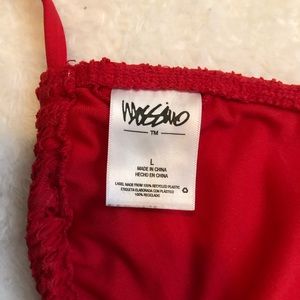 mossimo
TM
L
MADE IN CHINA
HECHO EN CHINA
LABEL MADE FROM 100% RECYCLED PLASTIC
ETIQUETA ELABORADA CON PLÁSTICO
100% RECICLADO